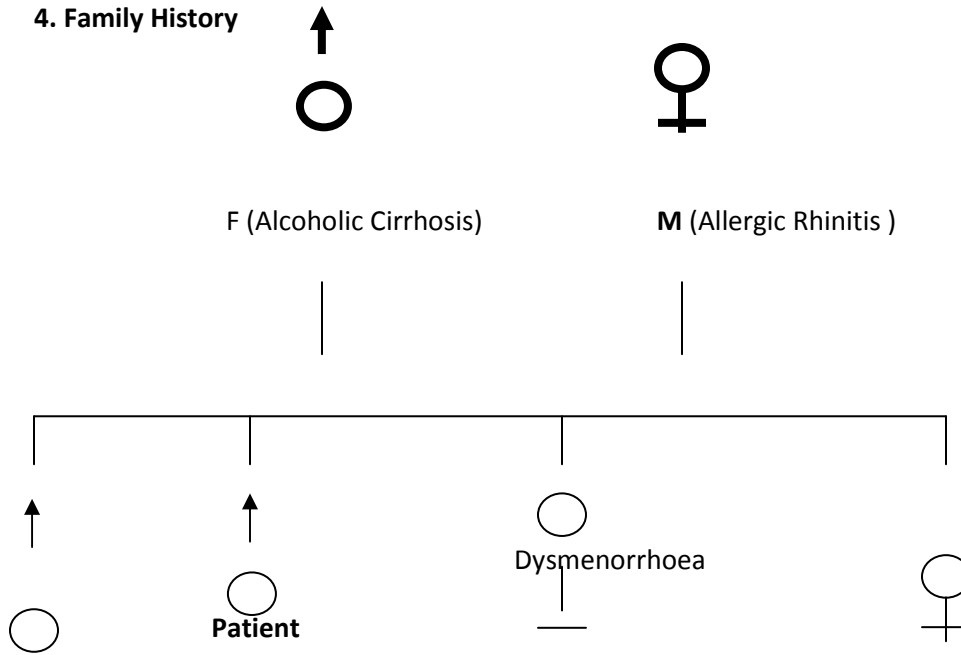 4. Family History
F (Alcoholic Cirrhosis)
M (Allergic Rhinitis )
Dysmenorrhoea
Patient